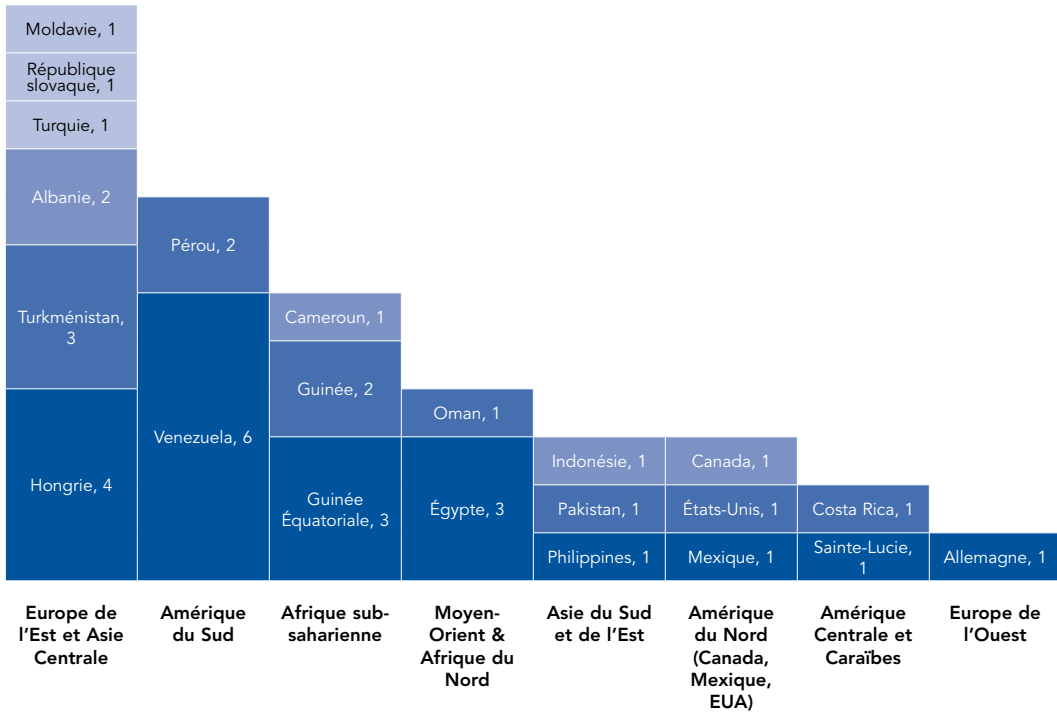 Moldavie, 1
République
slovaque, 1
Turquie, 1
Albanie, 2
Turkménistan,
3
Hongrie, 4
Pérou, 2
Venezuela, 6
Cameroun, 1
Guinée, 2
Guinée
Équatoriale, 3
Oman, 1
Égypte, 3
Indonésie, 1
Pakistan, 1
Philippines, 1
Canada, 1
États-Unis, 1
Mexique, 1
Costa Rica, 1
Sainte-Lucie,
1
Allemagne, 1
Europe de
l'Est et Asie
Centrale
Amérique
du Sud
Afrique sub-
saharienne
Moyen-
Orient &
Afrique du
Nord
Asie du Sud
et de l'Est
Amérique
du Nord
(Canada,
Mexique,
EUA)
Amérique
Centrale et
Caraïbes
Europe de
l'Ouest